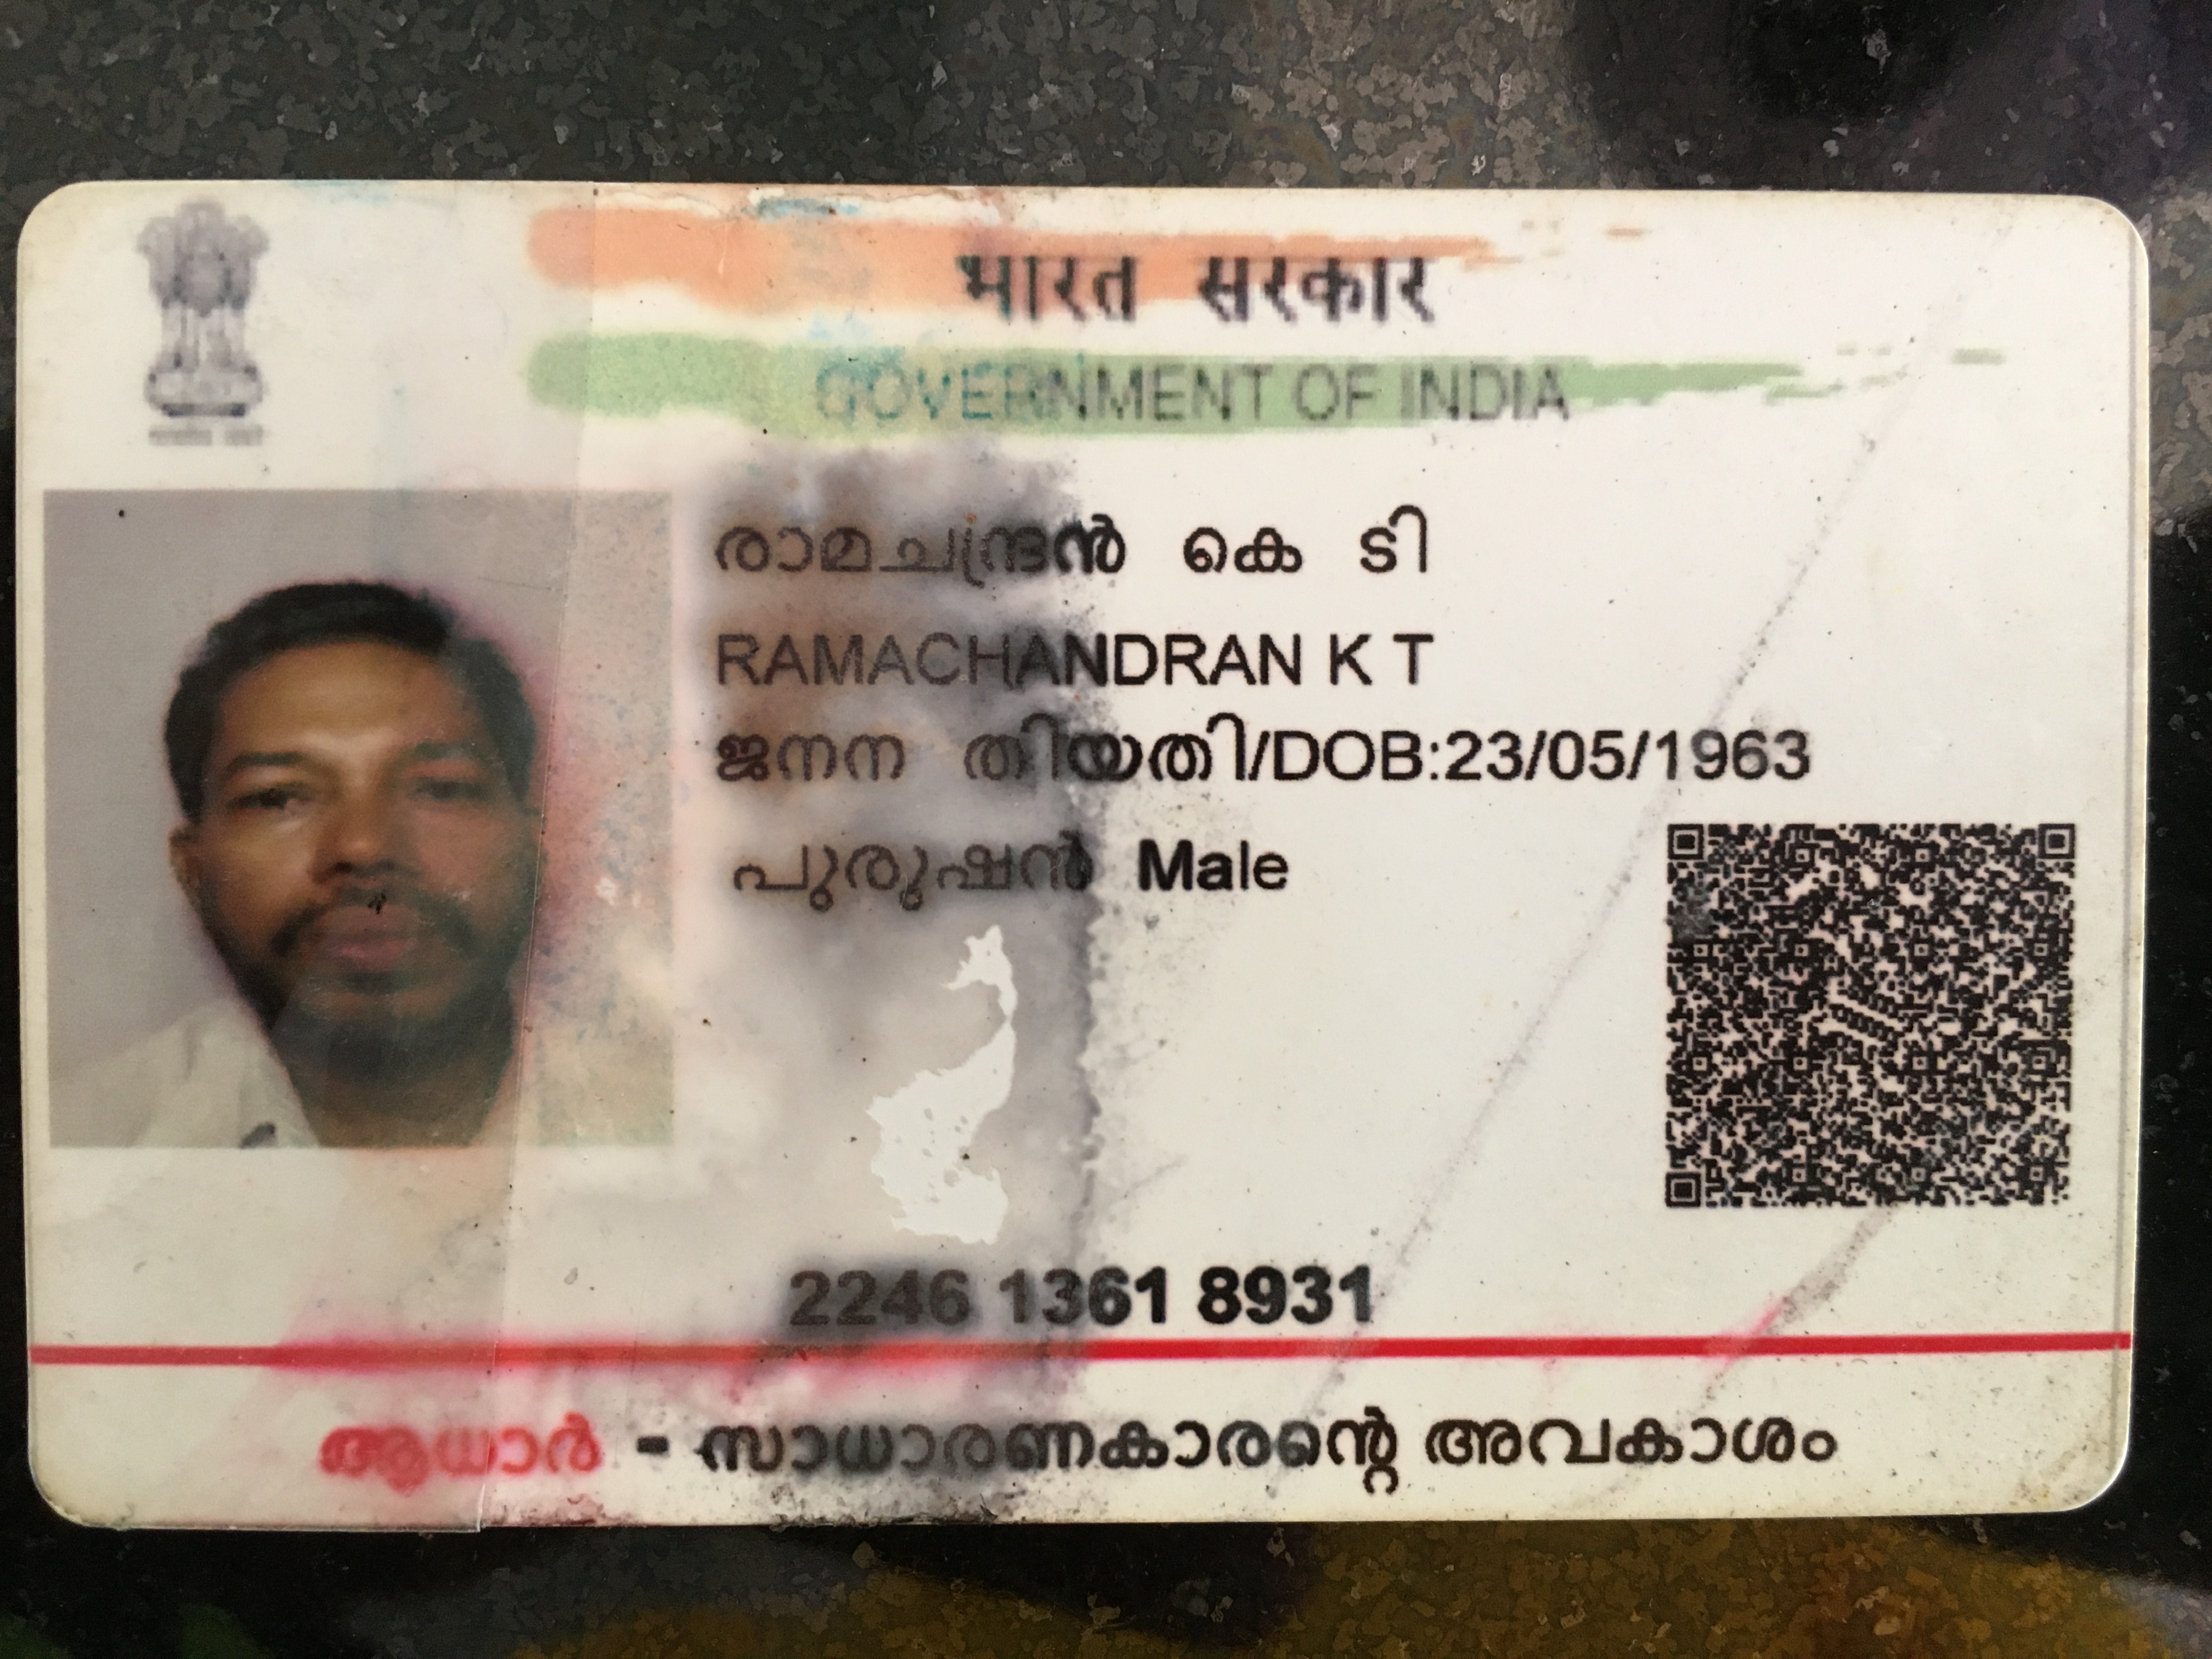 भारत सरकार
GOVERNMENT OF INDIA
രാമചന്ദ്രൻ കെ ടി
RAMACHANDRAN K T
ജനന തിയതി/DOB:23/05/1963
പുരുഷൻ Male
2246 1361 8931
ആധാർ - സാധാരണക്കാരന്റെ അവകാശം